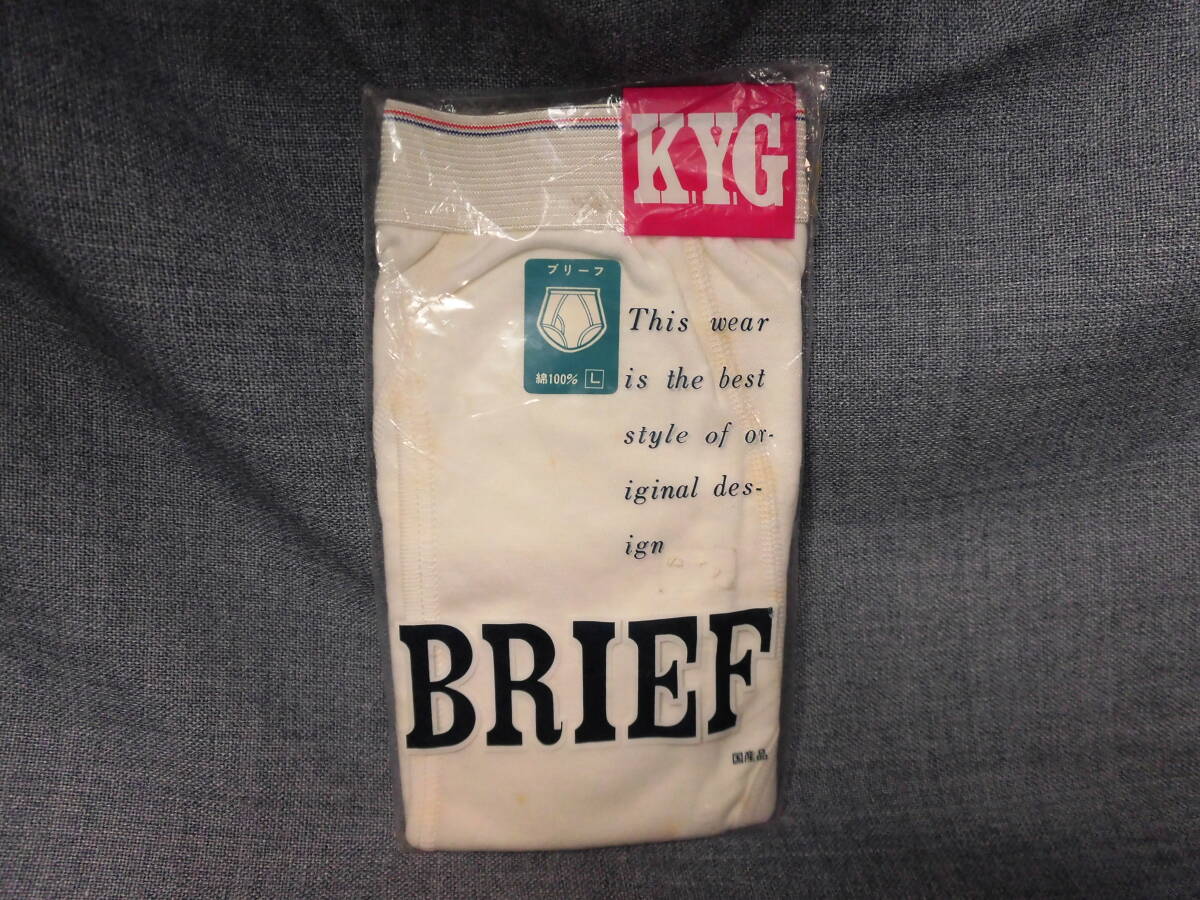 KYG
ブリーフ
綿100% L
This wear
is the best
style of or-
iginal des-
ign
BRIEF
国産品